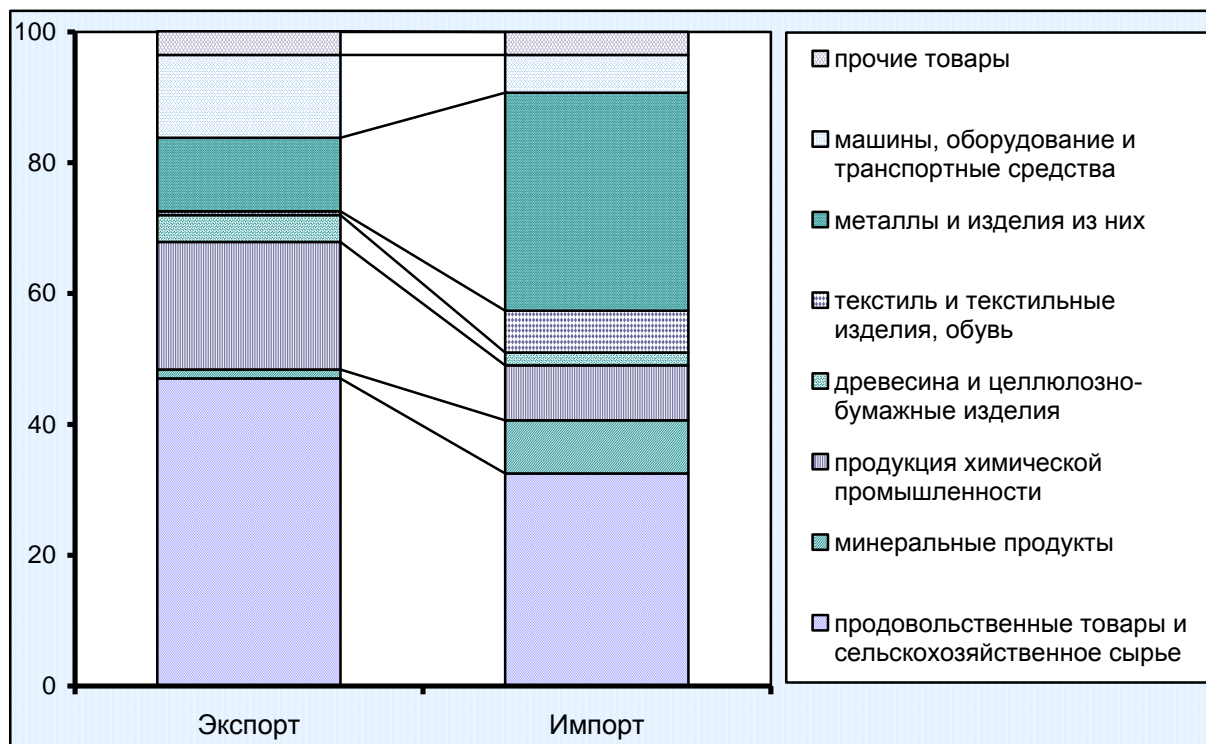 100
80
60
40
20
0
Экспорт
Импорт
прочие товары
машины, оборудование и
транспортные средства
металлы и изделия из них
текстиль и текстильные
изделия, обувь
древесина и целлюлозно-
бумажные изделия
продукция химической
промышленности
минеральные продукты
продовольственные товары и
сельскохозяйственное сырье